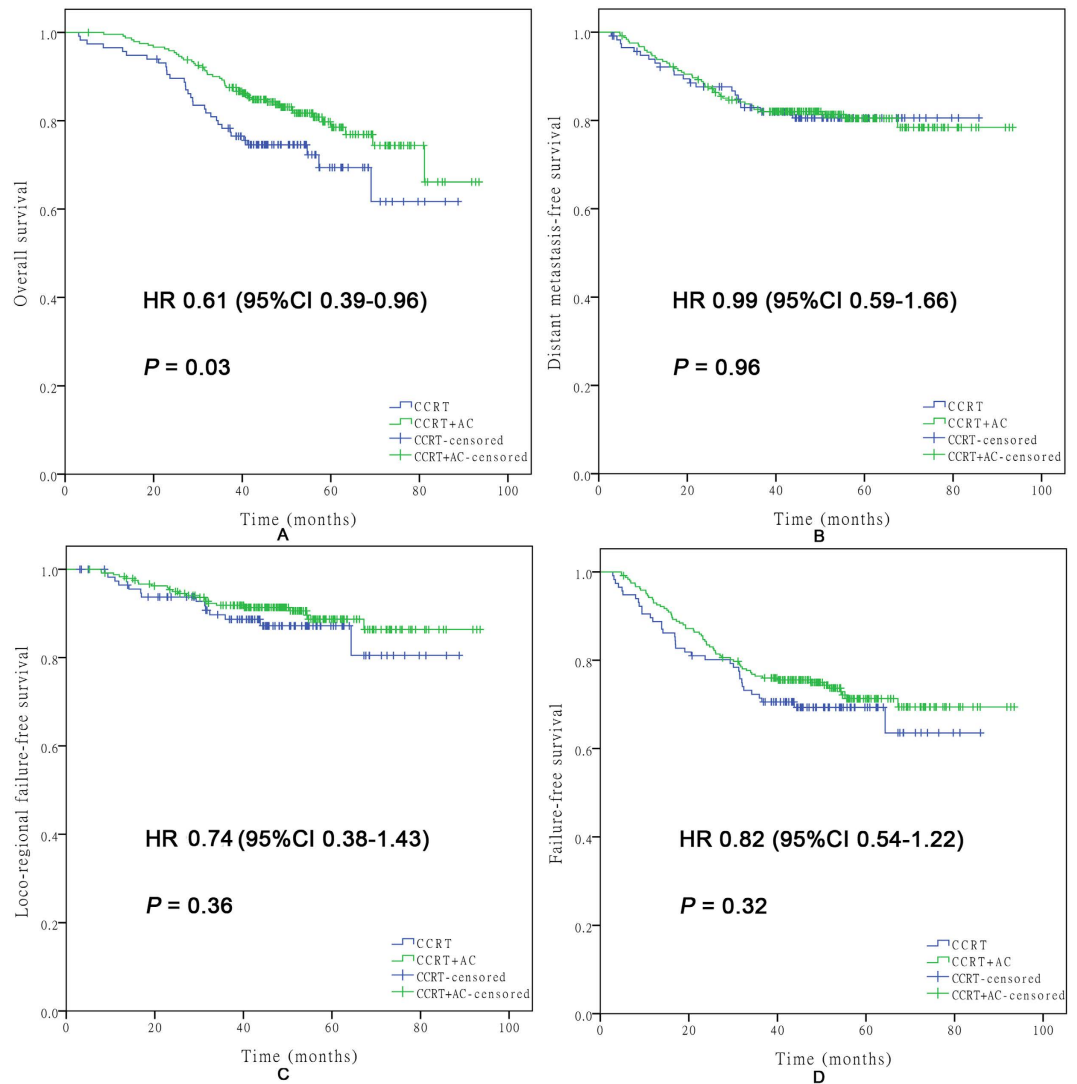 Overall survival
1.0
0.8
0.6
0.4
0.2
0.0
HR 0.61 (95%CI 0.39-0.96)
P = 0.03
CCRT
CCRT+AC
CCRT-censored
CCRT+AC-censored
0 20 40 60 80 100
Time (months)
A
Distant metastasis-free survival
1.0
0.8
0.6
0.4
0.2
0.0
HR 0.99 (95%CI 0.59-1.66)
P = 0.96
CCRT
CCRT+AC
CCRT-censored
CCRT+AC-censored
0 20 40 60 80 100
Time (months)
B
Loco-regional failure-free survival
1.0
0.8
0.6
0.4
0.2
0.0
HR 0.74 (95%CI 0.38-1.43)
P = 0.36
CCRT
CCRT+AC
CCRT-censored
CCRT+AC-censored
0 20 40 60 80 100
Time (months)
C
Failure-free survival
1.0
0.8
0.6
0.4
0.2
0.0
HR 0.82 (95%CI 0.54-1.22)
P = 0.32
CCRT
CCRT+AC
CCRT-censored
CCRT+AC-censored
0 20 40 60 80 100
Time (months)
D